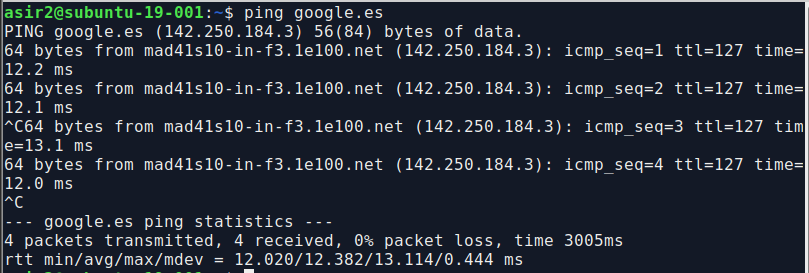 asir2@subuntu-19-001:~$ ping google.es
PING google.es (142.250.184.3) 56(84) bytes of data.
64 bytes from mad41s10-in-f3.1e100.net (142.250.184.3): icmp_seq=1 ttl=127 time=
12.2 ms
64 bytes from mad41s10-in-f3.1e100.net (142.250.184.3): icmp_seq=2 ttl=127 time=
12.1 ms
^C64 bytes from mad41s10-in-f3.1e100.net (142.250.184.3): icmp_seq=3 ttl=127 tim
e=13.1 ms
64 bytes from mad41s10-in-f3.1e100.net (142.250.184.3): icmp_seq=4 ttl=127 time=
12.0 ms
^C
--- google.es ping statistics ---
4 packets transmitted, 4 received, 0% packet loss, time 3005ms
rtt min/avg/max/mdev = 12.020/12.382/13.114/0.444 ms